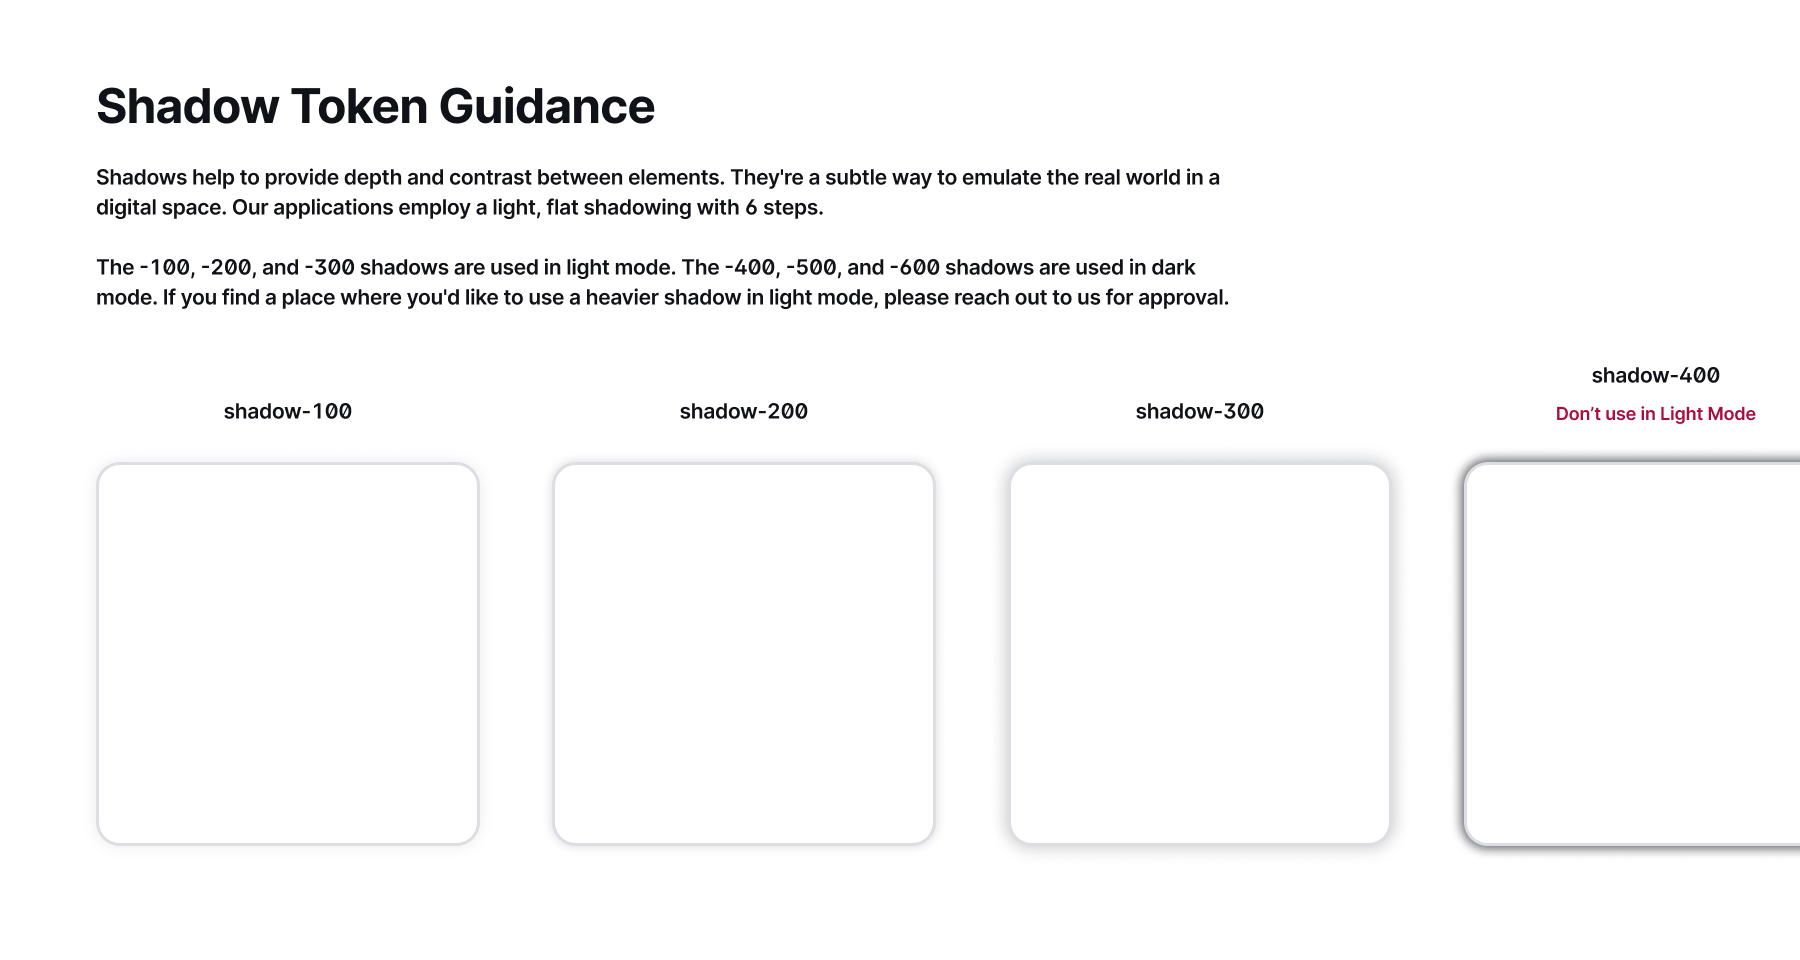 Shadow Token Guidance
Shadows help to provide depth and contrast between elements. They're a subtle way to emulate the real world in a
digital space. Our applications employ a light, flat shadowing with 6 steps.
The -100, -200, and -300 shadows are used in light mode. The -400, -500, and -600 shadows are used in dark
mode. If you find a place where you'd like to use a heavier shadow in light mode, please reach out to us for approval.
shadow-100
shadow-200
shadow-300
shadow-400
Don’t use in Light Mode